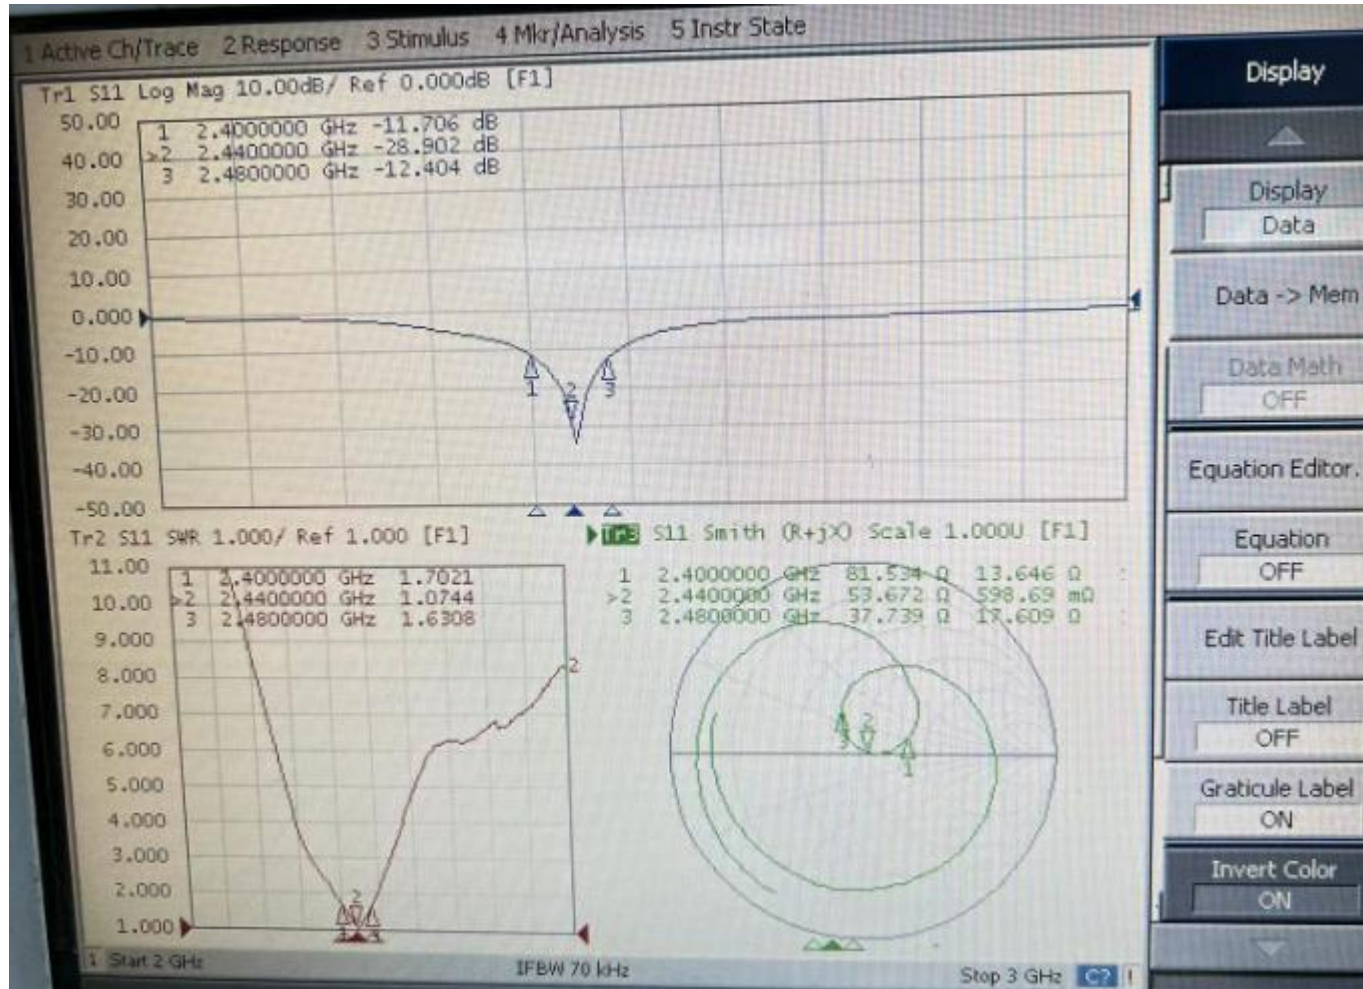 1 Active Ch/Trace 2 Response 3 Stimulus 4 Mkr/Analysis 5 Instr State
Tr1 S11 Log Mag 10.00dB/ Ref 0.000dB [F1]
50.00
40.00
30.00
20.00
10.00
0.000
-10.00
-20.00
-30.00
-40.00
-50.00
1 2.4000000 GHz -11.706 dB
>2 2.4400000 GHz -28.902 dB
3 2.4800000 GHz -12.404 dB
1
2
3
1
Tr2 S11 SWR 1.000/ Ref 1.000 [F1]
11.00
10.00
9.000
8.000
7.000
6.000
5.000
4.000
3.000
2.000
1.000
1 2.4000000 GHz 1.7021
>2 2.4400000 GHz 1.0744
3 2.4800000 GHz 1.6308
2
2
Tr3 S11 Smith (R+jX) Scale 1.000U [F1]
1 2.4000000 GHz 81.534 Ω 13.646 Ω
>2 2.4400000 GHz 53.672 Ω 598.69 mΩ
3 2.4800000 GHz 37.739 Ω 17.609 Ω
2
3
1
1 Start 2 GHz
IFBW 70 kHz
Stop 3 GHz C? !
Display
Display
Data
Data -> Mem
Data Math
OFF
Equation Editor.
Equation
OFF
Edit Title Label
Title Label
OFF
Graticule Label
ON
Invert Color
ON